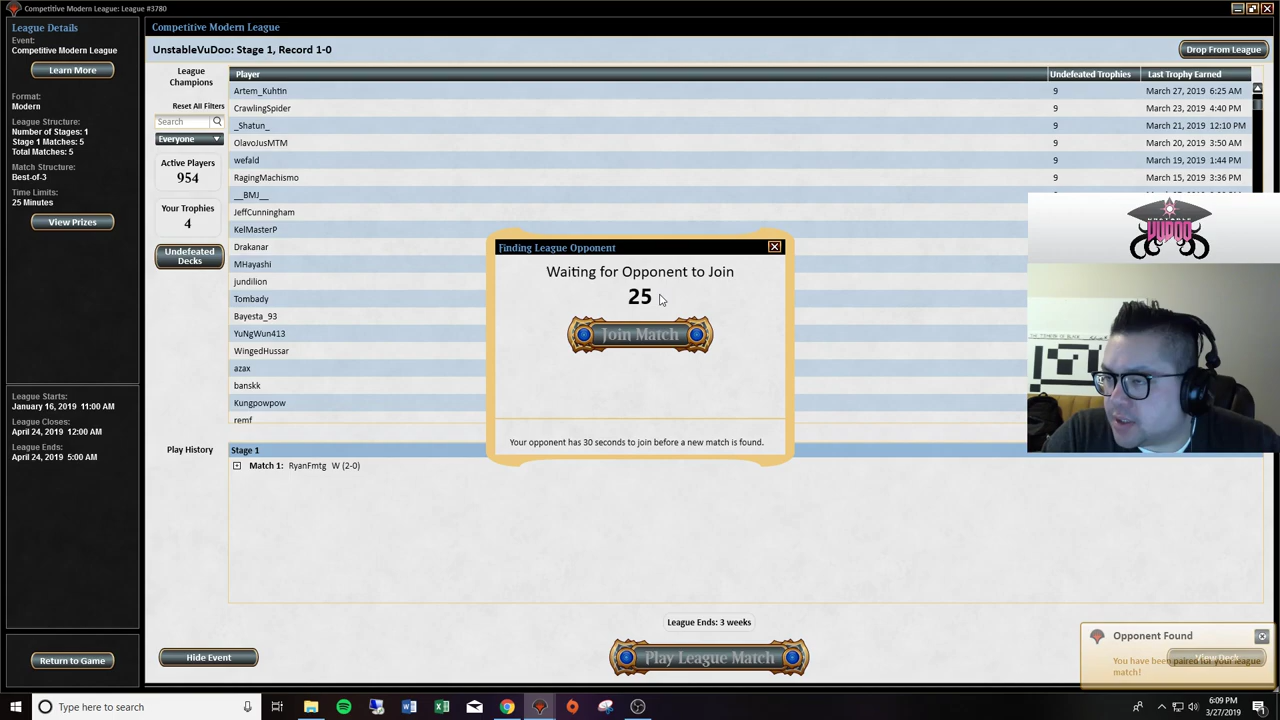 Competitive Modern League: League #3780
League Details
Event:
Competitive Modern League
Learn More
Format:
Modern
League Structure:
Number of Stages: 1
Stage 1 Matches: 5
Total Matches: 5
Match Structure:
Best-of-3
Time Limits:
25 Minutes
View Prizes
League Starts:
January 16, 2019 11:00 AM
League Closes:
April 24, 2019 12:00 AM
League Ends:
April 24, 2019 5:00 AM
Return to Game
Competitive Modern League
UnstableVuDoo: Stage 1, Record 1-0
Drop From League
League
Champions
Reset All Filters
Search
Everyone
Active Players
954
Your Trophies
4
Undefeated
Decks
Player Undefeated Trophies Last Trophy Earned
Artem_Kuhtin 9 March 27, 2019 6:25 AM
CrawlingSpider 9 March 23, 2019 4:40 PM
_Shatun_ 9 March 21, 2019 12:10 PM
OlavoJusMTM 9 March 20, 2019 3:50 AM
wefald 9 March 19, 2019 1:44 PM
RagingMachismo 9 March 15, 2019 3:36 PM
__BMJ__
JeffCunningham
KelMasterP
Drakanar
MHayashi
jundilion
Tombady
Bayesta_93
YuNgWun413
WingedHussar
azax
banskk
Kungpowpow
remf
UNSTABLE
VUDOO
Finding League Opponent
Waiting for Opponent to Join
25
Join Match
Your opponent has 30 seconds to join before a new match is found.
Play History
Stage 1
Match 1: RyanFmtg W (2-0)
League Ends: 3 weeks
Hide Event
Play League Match
Opponent Found
View Deck
You have been paired for your league
match!
Type here to search
6:09 PM
3/27/2019